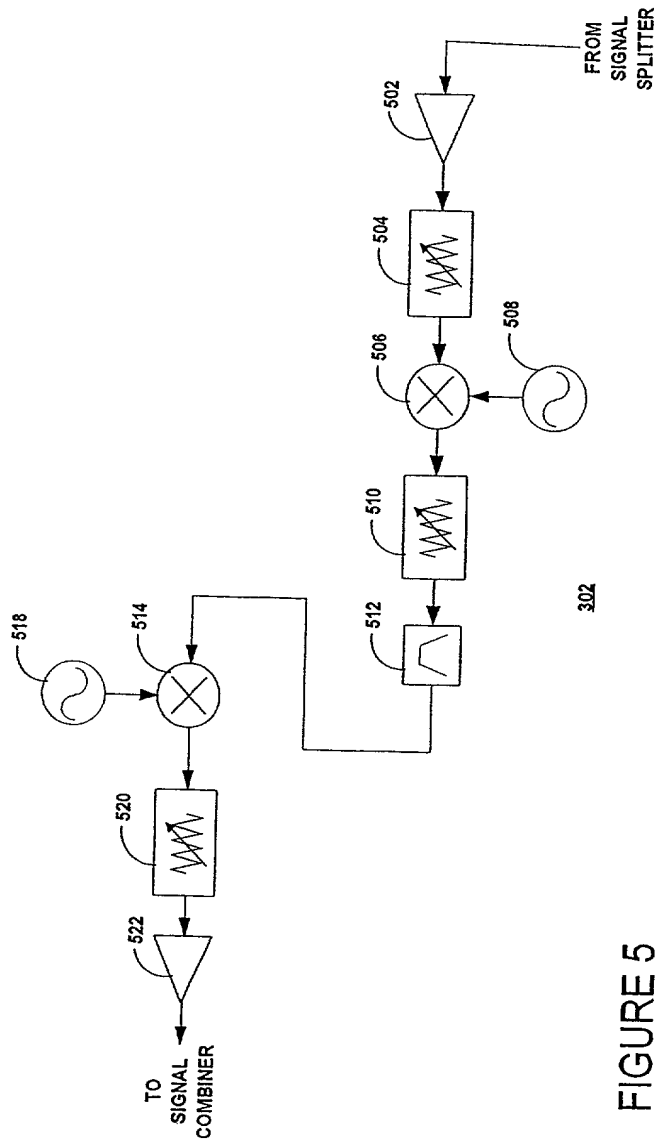 TO
SIGNAL
COMBINER
522
520
518
514
512
510
506
508
504
502
FROM
SIGNAL
SPLITTER
302
FIGURE 5